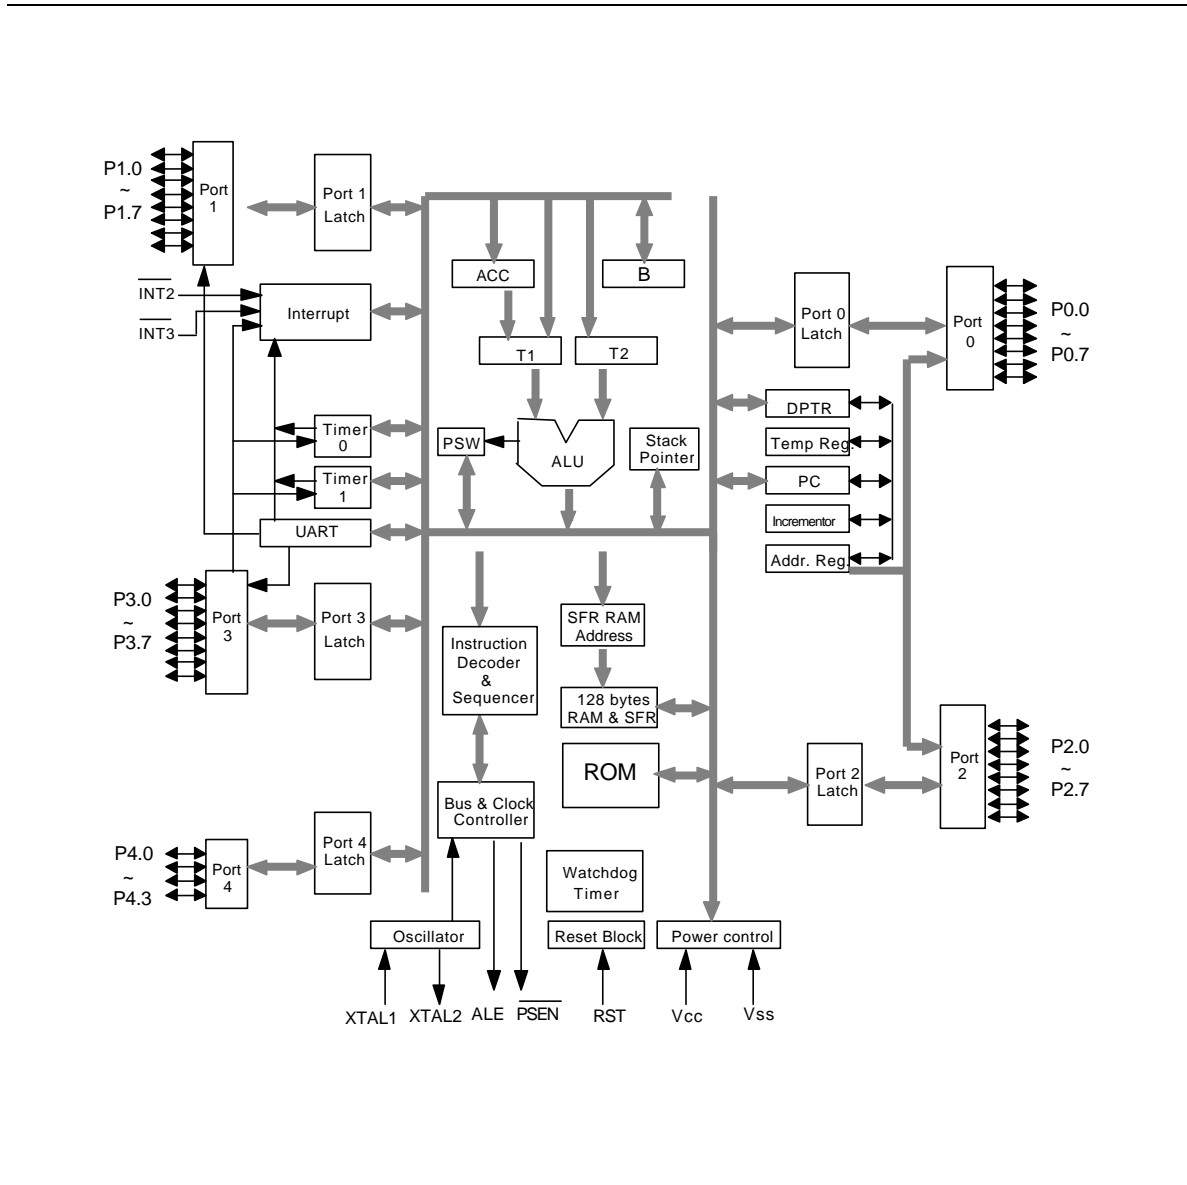 P1.0
~
P1.7
Port
1
Port 1
Latch
INT2
INT3
Interrupt
ACC
B
T1
T2
PSW
ALU
Stack
Pointer
Timer
0
Timer
1
UART
P3.0
~
P3.7
Port
3
Port 3
Latch
Port 0
Latch
Port
0
P0.0
~
P0.7
DPTR
Temp Reg.
PC
Incrementor
Addr. Reg.
Instruction
Decoder
&
Sequencer
SFR RAM
Address
128 bytes
RAM & SFR
ROM
Bus & Clock
Controller
Port 2
Latch
Port
2
P2.0
~
P2.7
P4.0
~
P4.3
Port
4
Port 4
Latch
Watchdog
Timer
Oscillator
Reset Block
Power control
XTAL1
XTAL2
ALE
PSEN
RST
Vcc
Vss